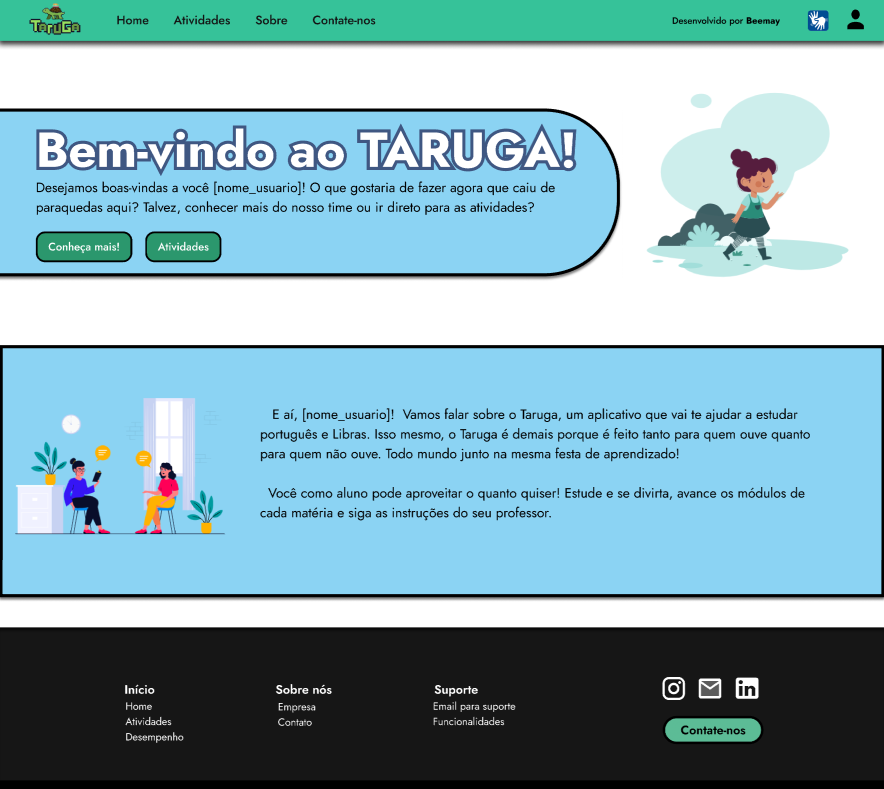 TaruGa
Home Atividades Sobre Contate-nos
Desenvolvido por Beemay
Bem-vindo ao TARUGA!
Desejamos boas-vindas a você [nome_usuario]! O que gostaria de fazer agora que caiu de
paraquedas aqui? Talvez, conhecer mais do nosso time ou ir direto para as atividades?
Conheça mais! Atividades
E aí, [nome_usuario]! Vamos falar sobre o Taruga, um aplicativo que vai te ajudar a estudar
português e Libras. Isso mesmo, o Taruga é demais porque é feito tanto para quem ouve quanto
para quem não ouve. Todo mundo junto na mesma festa de aprendizado!
Você como aluno pode aproveitar o quanto quiser! Estude e se divirta, avance os módulos de
cada matéria e siga as instruções do seu professor.
Início
Home
Atividades
Desempenho
Sobre nós
Empresa
Contato
Suporte
Email para suporte
Funcionalidades
in
Contate-nos